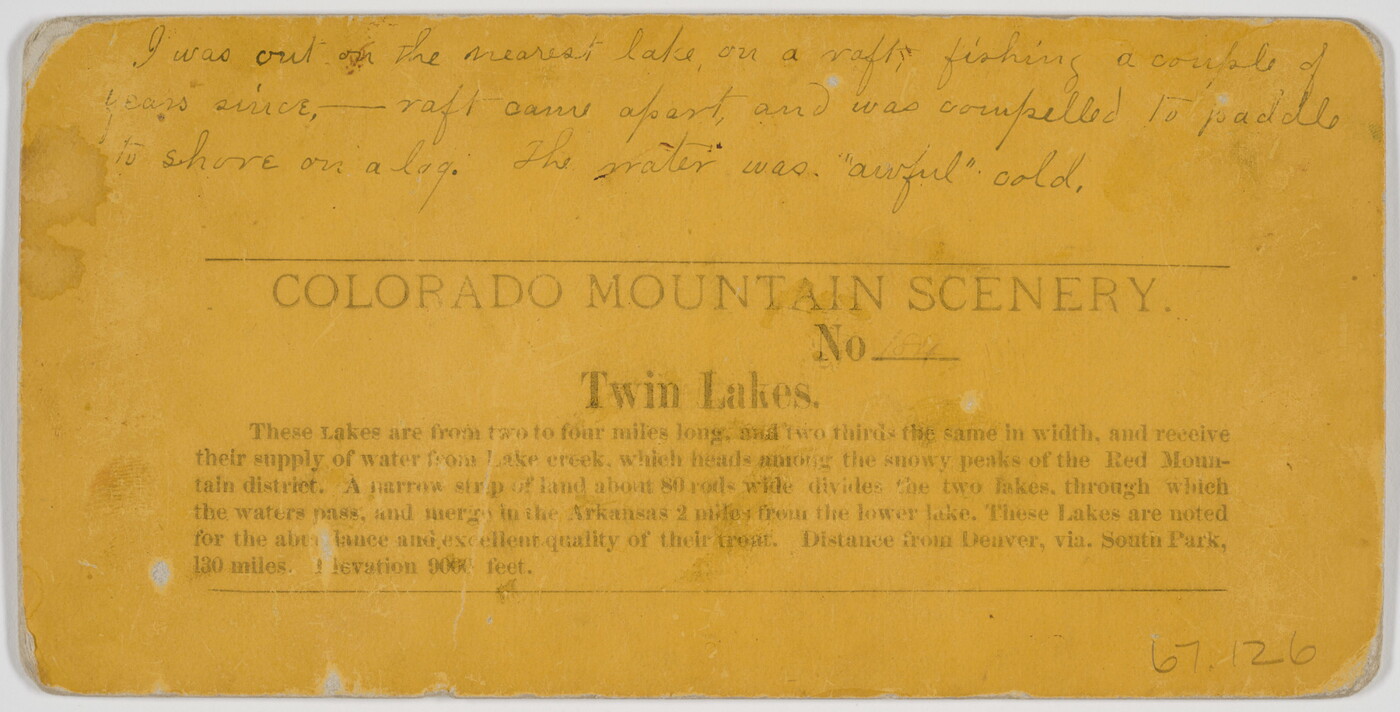 I was out on the nearest lake, on a raft, fishing a couple of
years since, — raft came apart, and was compelled to paddle
to shore on a log. The water was "awful" cold.
COLORADO MOUNTAIN SCENERY.
No
Twin Lakes.
These Lakes are from two to four miles long, and two thirds the same in width, and receive
their supply of water from Lake creek, which heads among the snowy peaks of the Red Moun-
tain district. A narrow strip of land about 80 rods wide divides the two lakes, through which
the waters pass, and merge in the Arkansas 2 miles from the lower lake. These Lakes are noted
for the abundance and excellent quality of their trout. Distance from Denver, via. South Park,
130 miles. Elevation feet.
67.126